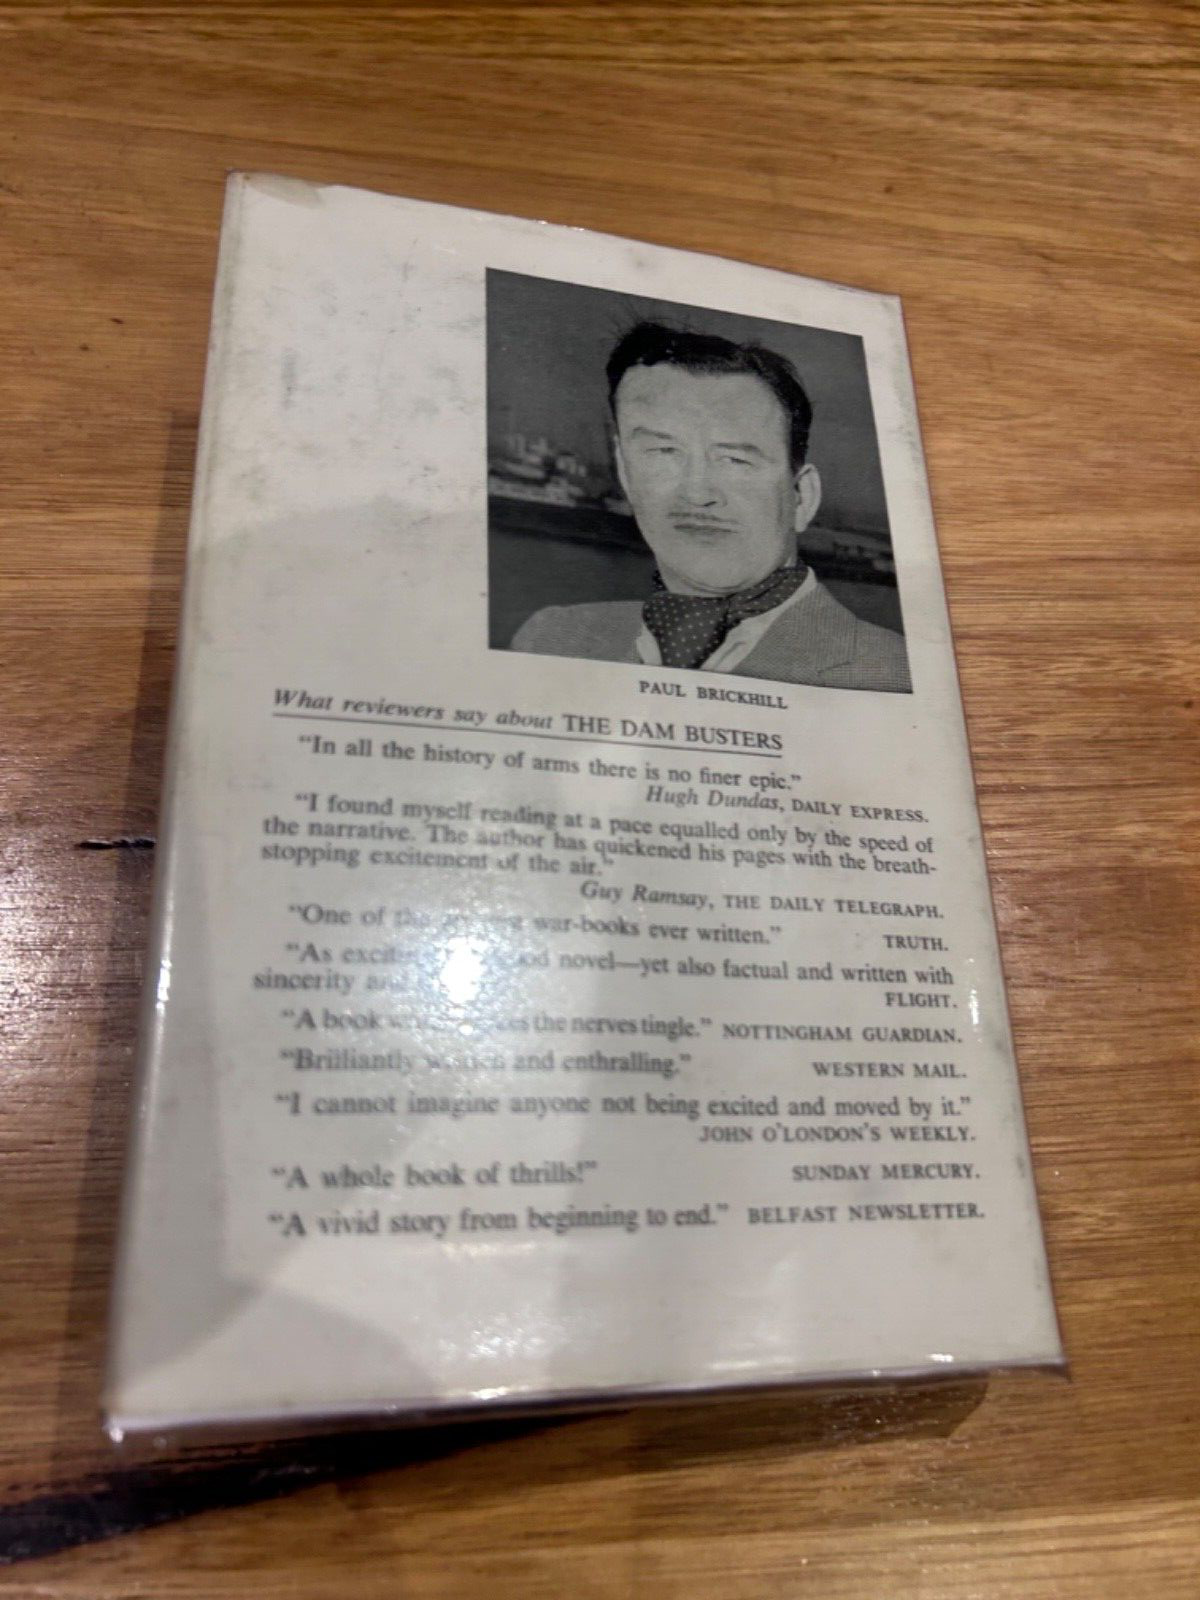 PAUL BRICKHILL
What reviewers say about THE DAM BUSTERS
“In all the history of arms there is no finer epic.”
Hugh Dundas, DAILY EXPRESS.
“I found myself reading at a pace equalled only by the speed of
the narrative. The author has quickened his pages with the breath-
stopping excitement of the air.”
Guy Ramsay, THE DAILY TELEGRAPH.
“One of the war-books ever written.” TRUTH.
“As novel—yet also factual and written with
sincerity FLIGHT.
“A book the nerves tingle.” NOTTINGHAM GUARDIAN.
“Brilliantly written and enthralling.” WESTERN MAIL.
“I cannot imagine anyone not being excited and moved by it.”
JOHN O'LONDON'S WEEKLY.
“A whole book of thrills!” SUNDAY MERCURY.
“A vivid story from beginning to end.” BELFAST NEWSLETTER.